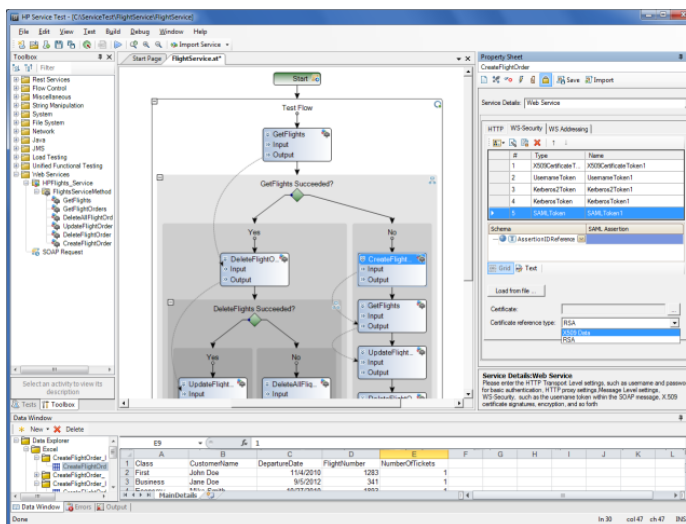 HP Service Test - [C:\ServiceTest\FlightService\FlightService]
File Edit View Test Build Debug Window Help
Import Service
Toolbox
Filter
Rest Services
Flow Control
Miscellaneous
String Manipulation
System
File System
Network
Java
JMS
Load Testing
Unified Functional Testing
Web Services
HPFlights_Service
FlightsServiceMethod
GetFlights
GetFlightOrders
DeleteAllFlightOrd
UpdateFlightOrder
DeleteFlightOrder
CreateFlightOrder
SOAP Request
Select an activity to view its
description
Tests Toolbox
Start Page FlightService.st*
Start
Test Flow
GetFlights
Input
Output
GetFlights Succeeded?
Yes No
DeleteFlightO...
Input
Output
CreateFlight...
Input
Output
DeleteFlights Succeeded?
GetFlights
Input
Output
Yes No
UpdateFlight...
Input
Output
UpdateFlight...
Input
DeleteAllFlig...
Input
Property Sheet
CreateFlightOrder
Save Import
Service Details: Web Service
HTTP WS-Security WS Addressing
# Type Name
1 X509CertificateT... X509CertificateToken1
2 UsernameToken UsernameToken1
3 Kerberos2Token Kerberos2Token1
4 KerberosToken KerberosToken1
5 SAMLToken SAMLToken1
Schema SAML Assertion
AssertionIDReference
Grid Text
Load from file ...
Certificate: ...
Certificate reference type: RSA
X509 Data
RSA
Service Details:Web Service
Please enter the HTTP Transport Level settings, such as username and passwo
for basic authentication, HTTP proxy settings,Message Level settings,
WS-Security, such as the username token within the SOAP message, X.509
certificate signatures, encryption, and so forth
Data Window
New Delete
Data Explorer
Excel
CreateFlightOrder_I
CreateFlightOrd
CreateFlightOrder_
CreateFlightOrd
CreateFlightOrder_I
E9 fx 1
A B C D E F G H I J K L
1 Class CustomerName DepartureDate FlightNumber NumberOfTickets
2 First John Doe 11/4/2010 1283 1
3 Business Jane Doe 9/5/2012 341 1
MainDetails
Data Window Errors Output
Done ln 30 col 47 ch 47 INS